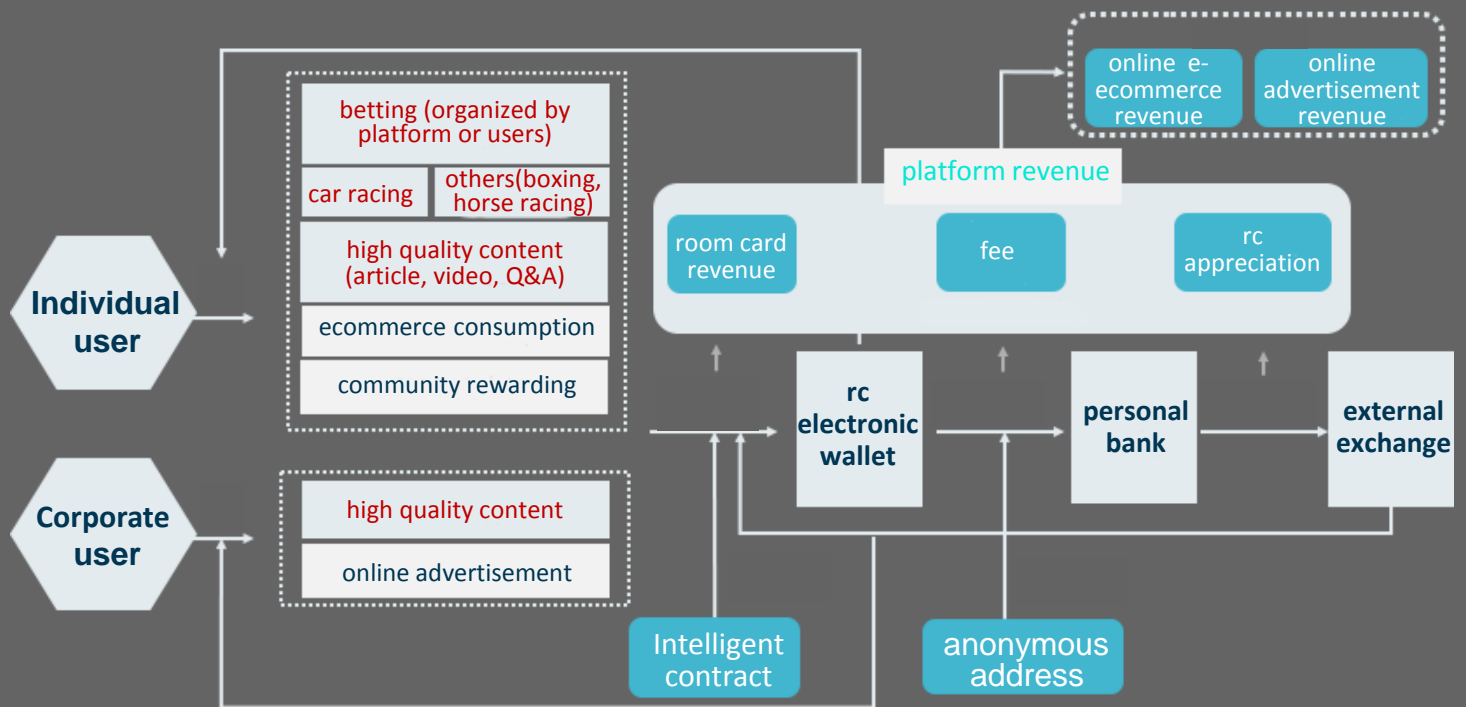 online e-
ecommerce
revenue
online
advertisement
revenue
betting (organized by
platform or users)
car racing
others(boxing,
horse racing)
platform revenue
high quality content
(article, video, Q&A)
room card
revenue
fee
rc
appreciation
Individual
user
ecommerce consumption
community rewarding
rc
electronic
wallet
personal
bank
external
exchange
Corporate
user
high quality content
online advertisement
Intelligent
contract
anonymous
address